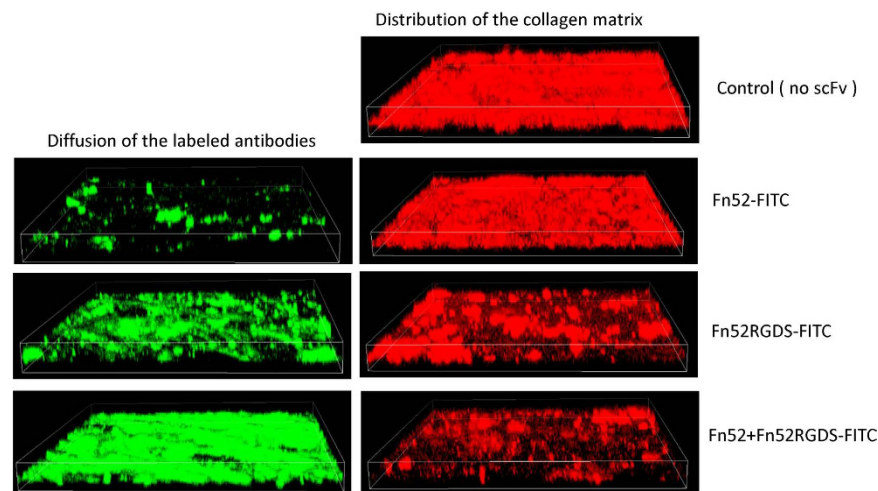 Distribution of the collagen matrix
Control ( no scFv )
Diffusion of the labeled antibodies
Fn52-FITC
Fn52RGDS-FITC
Fn52+Fn52RGDS-FITC